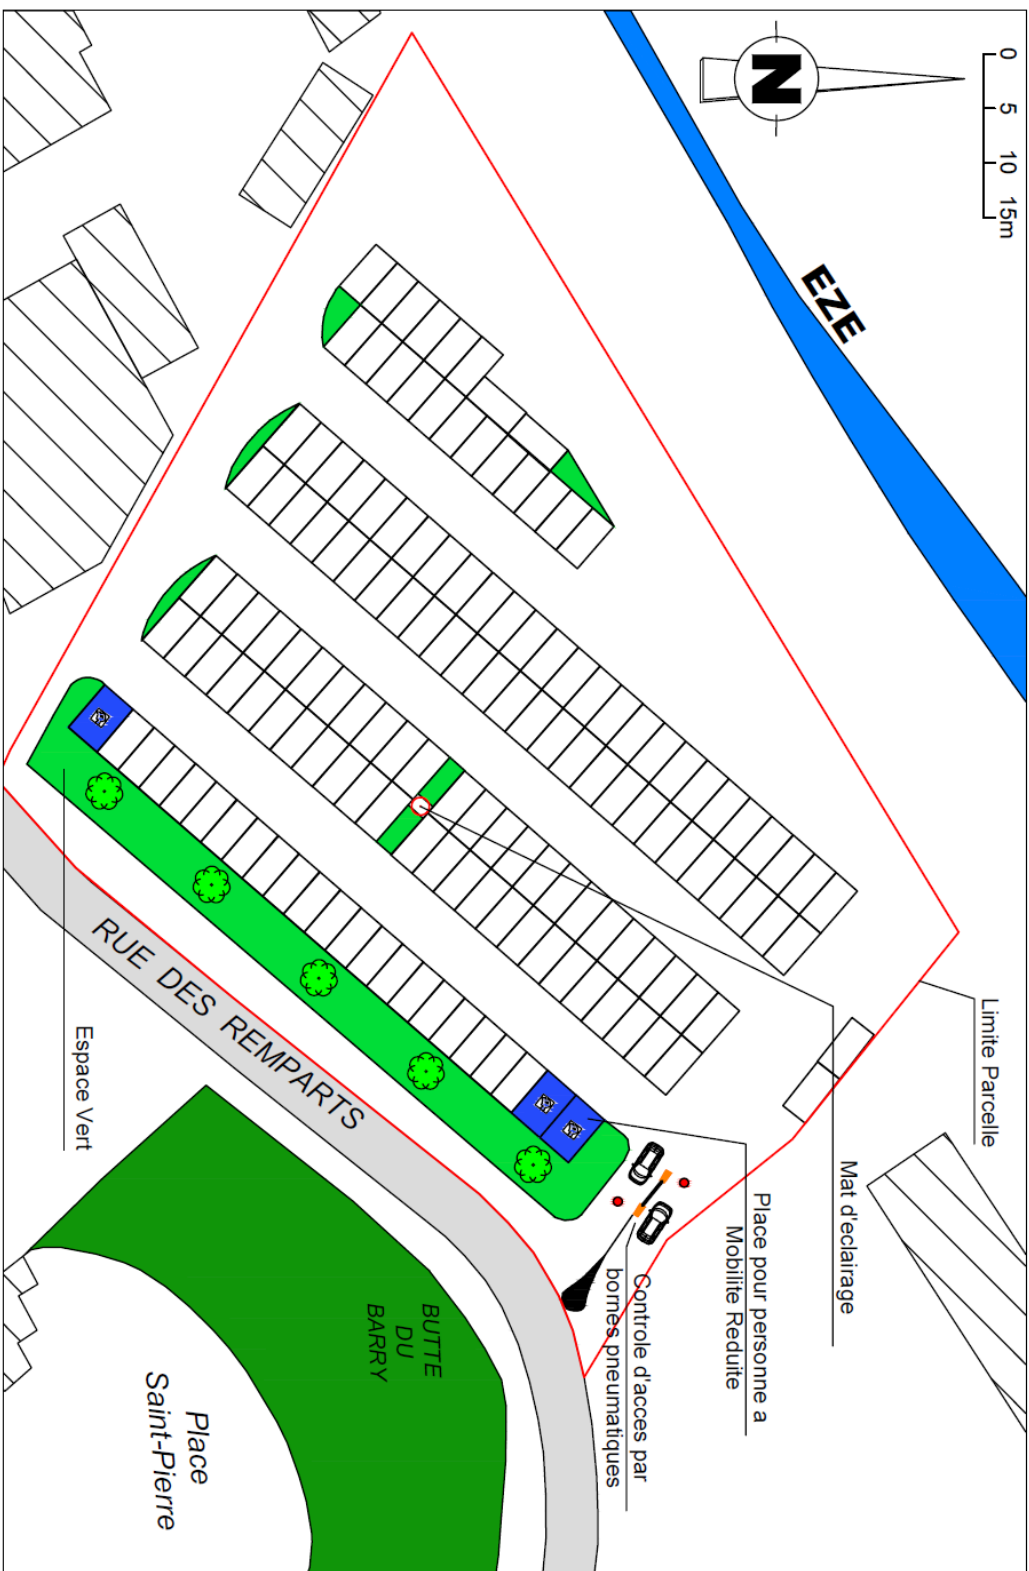 0 5 10 15m
N
EZE
Limite Parcelle
Mat d'eclairage
Place pour personne a
Mobilite Reduite
Controle d'acces par
bornes pneumatiques
RUE DES REMPARTS
Espace Vert
BUTTE
DU
BARRY
Place
Saint-Pierre